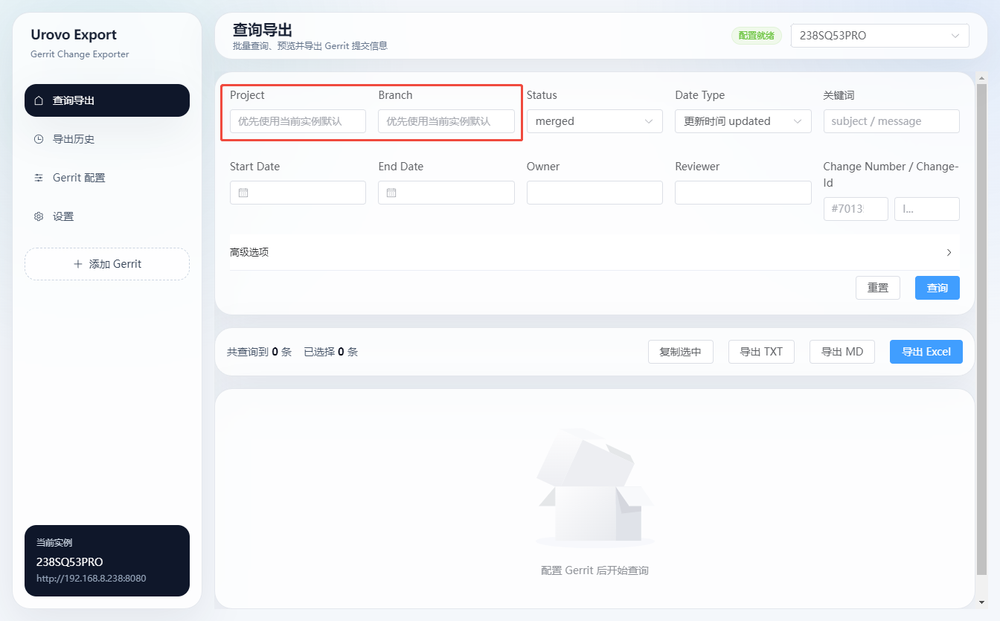 Urovo Export
Gerrit Change Exporter
查询导出
导出历史
Gerrit 配置
设置
添加 Gerrit
当前实例
238SQ53PRO
http://192.168.8.238:8080
查询导出
批量查询、预览并导出 Gerrit 提交信息
配置就绪
238SQ53PRO
Project
Branch
Status
Date Type
关键词
优先使用当前实例默认
优先使用当前实例默认
merged
更新时间 updated
subject / message
Start Date
End Date
Owner
Reviewer
Change Number / Change-
Id
#7013
I...
高级选项
重置
查询
共查询到 0 条
已选择 0 条
复制选中
导出 TXT
导出 MD
导出 Excel
配置 Gerrit 后开始查询